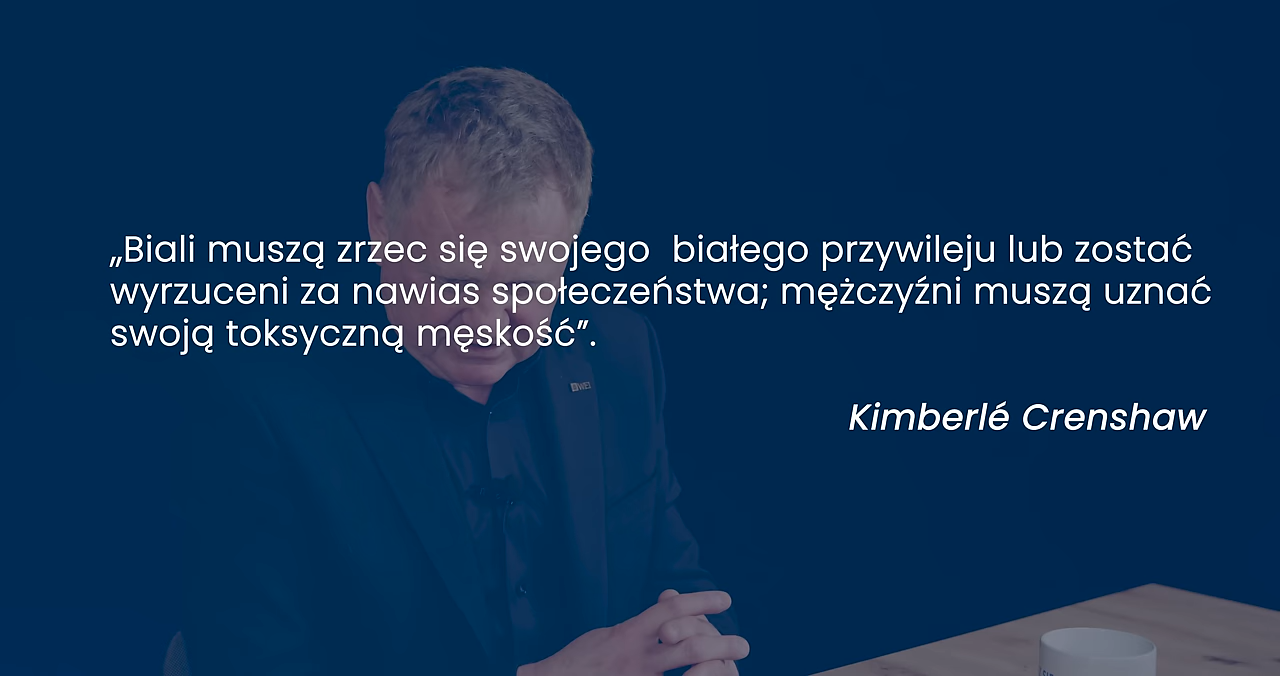 „Biali muszą zrzec się swojego  białego przywileju lub zostać
wyrzuceni za nawias społeczeństwa; mężczyźni muszą uznać
swoją toksyczną męskość”.
Kimberlé Crenshaw